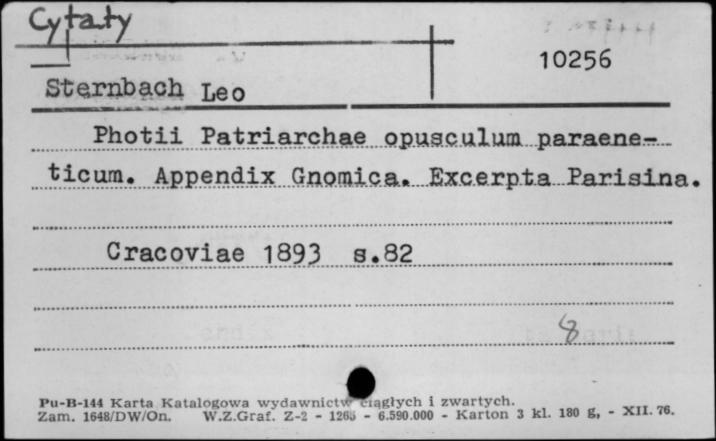 Cytaty
10256
Sternbach Leo
Photii Patriarchae opusculum paraene-
ticum. Appendix Gnomica. Excerpta Parisina.
Cracoviae 1893 s.82
8
Pu-B-144 Karta Katalogowa wydawnictw ciągłych i zwartych.
Zam. 1648/DW/On. W.Z.Graf. Z-2 - 1265 - 6.590.000 - Karton 3 kl. 180 g, - XII. 76.